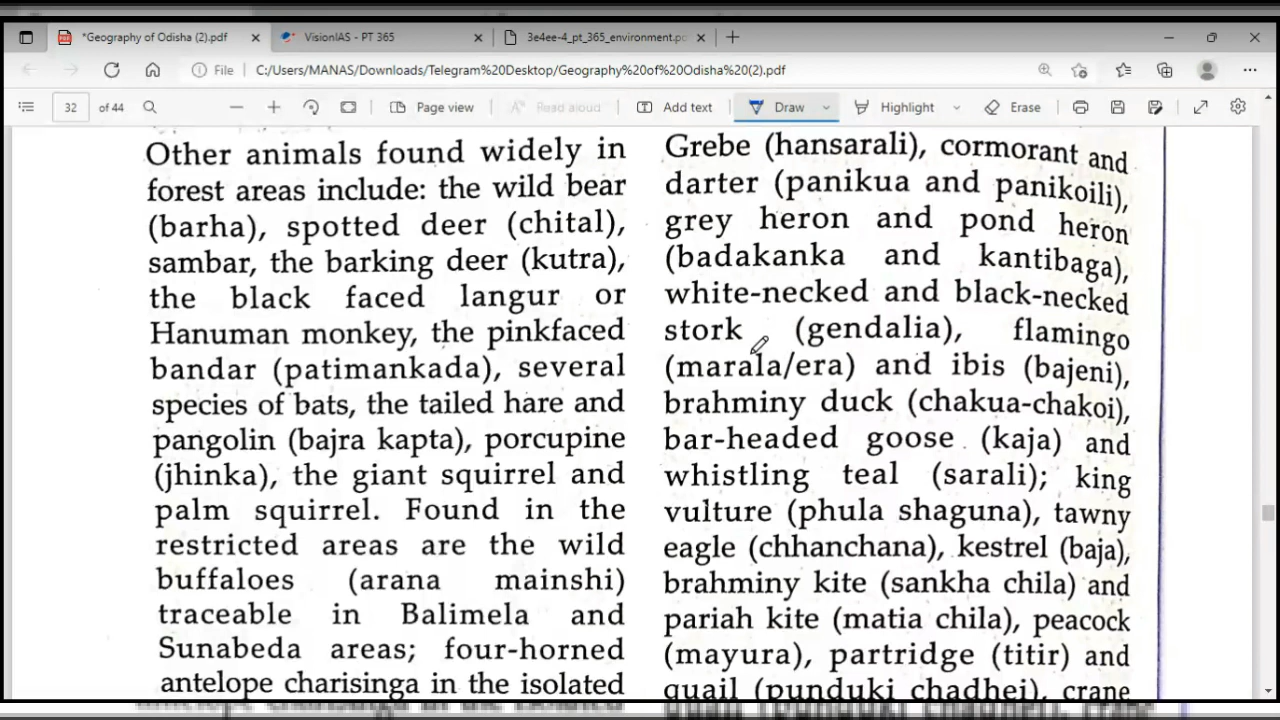 *Geography of Odisha (2).pdf
VisionIAS - PT 365
3e4ee-4_pt_365_environment.pd
File
C:/Users/MANAS/Downloads/Telegram%20Desktop/Geography%20of%20Odisha%20(2).pdf
32 of 44
Page view
Read aloud
Add text
Draw
Highlight
Erase
Other animals found widely in
forest areas include: the wild bear
(barha), spotted deer (chital),
sambar, the barking deer (kutra),
the black faced langur or
Hanuman monkey, the pinkfaced
bandar (patimankada), several
species of bats, the tailed hare and
pangolin (bajra kapta), porcupine
(jhinka), the giant squirrel and
palm squirrel. Found in the
restricted areas are the wild
buffaloes (arana mainshi)
traceable in Balimela and
Sunabeda areas; four-horned
antelope charisinga in the isolated
Grebe (hansarali), cormorant and
darter (panikua and panikoili),
grey heron and pond heron
(badakanka and kantibaga),
white-necked and black-necked
stork (gendalia), flamingo
(marala/era) and ibis (bajeni),
brahminy duck (chakua-chakoi),
bar-headed goose (kaja) and
whistling teal (sarali); king
vulture (phula shaguna), tawny
eagle (chhanchana), kestrel (baja),
brahminy kite (sankha chila) and
pariah kite (matia chila), peacock
(mayura), partridge (titir) and
quail (punduki chadhei), crane